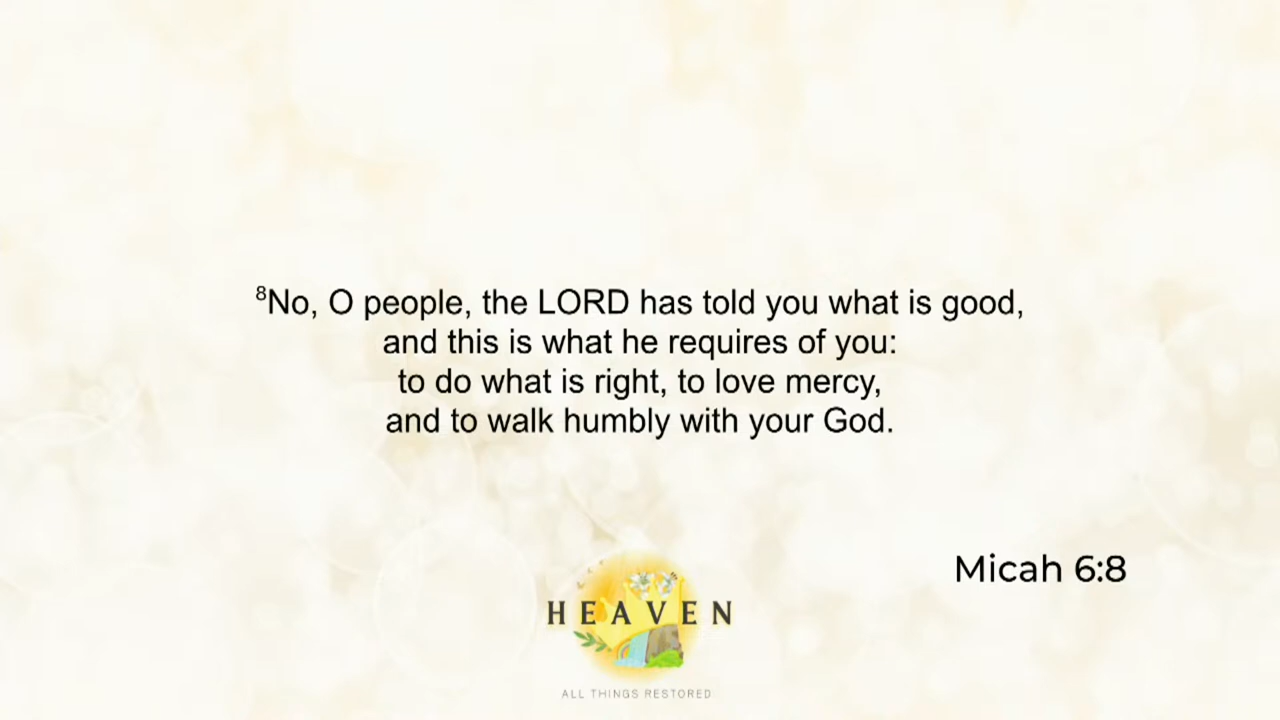 ⁸No, O people, the LORD has told you what is good,
and this is what he requires of you:
to do what is right, to love mercy,
and to walk humbly with your God.
Micah 6:8
HEAVEN
ALL THINGS RESTORED